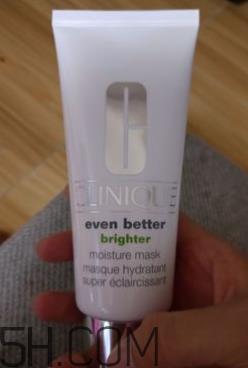 CLINIQUE
even better
brighter
moisture mask
masque hydratant
super éclaircissant
5H.COM